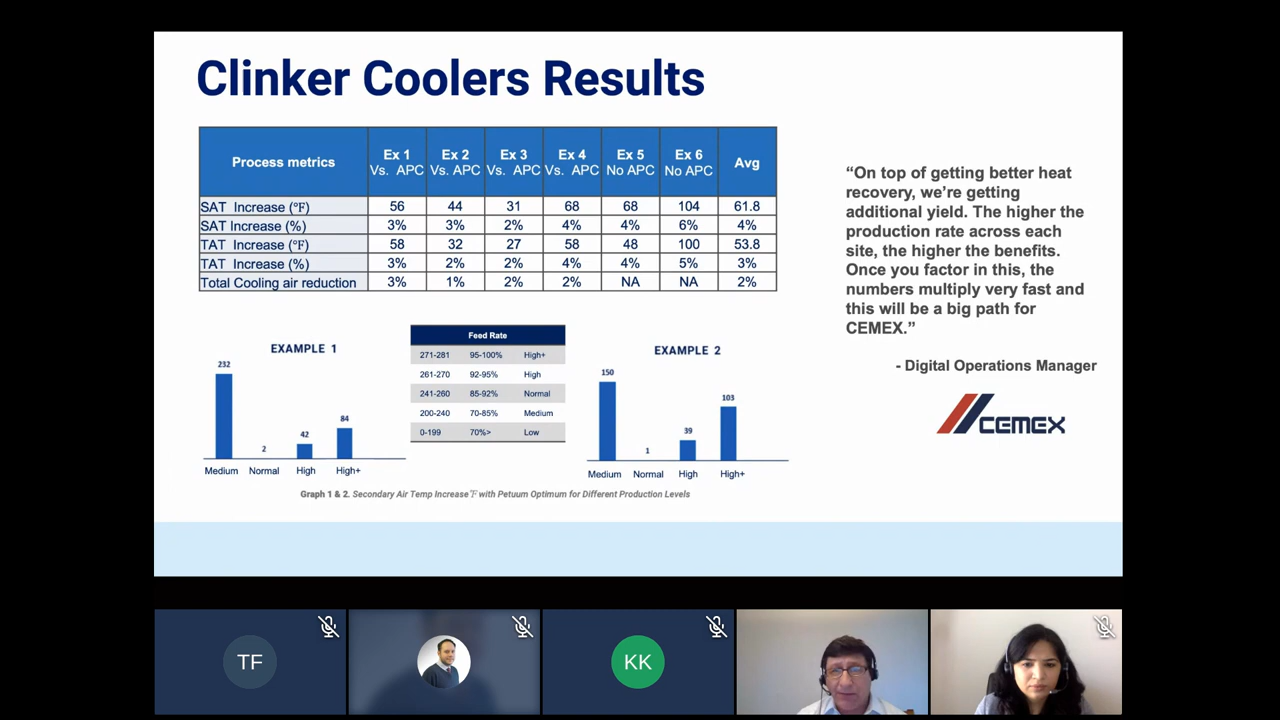 Clinker Coolers Results
Process metrics Ex 1 Vs. APC Ex 2 Vs. APC Ex 3 Vs. APC Ex 4 Vs. APC Ex 5 No APC Ex 6 No APC Avg
SAT Increase (°F) 56 44 31 68 68 104 61.8
SAT Increase (%) 3% 3% 2% 4% 4% 6% 4%
TAT Increase (°F) 58 32 27 58 48 100 53.8
TAT Increase (%) 3% 2% 2% 4% 4% 5% 3%
Total Cooling air reduction 3% 1% 2% 2% NA NA 2%
“On top of getting better heat
recovery, we’re getting
additional yield. The higher the
production rate across each
site, the higher the benefits.
Once you factor in this, the
numbers multiply very fast and
this will be a big path for
CEMEX.”
- Digital Operations Manager
CEMEX
EXAMPLE 1
232
2
42
84
Medium Normal High High+
Feed Rate
271-281 95-100% High+
261-270 92-95% High
241-260 85-92% Normal
200-240 70-85% Medium
0-199 70%> Low
EXAMPLE 2
150
1
39
103
Medium Normal High High+
Graph 1 & 2. Secondary Air Temp Increase°F with Petuum Optimum for Different Production Levels
TF
KK